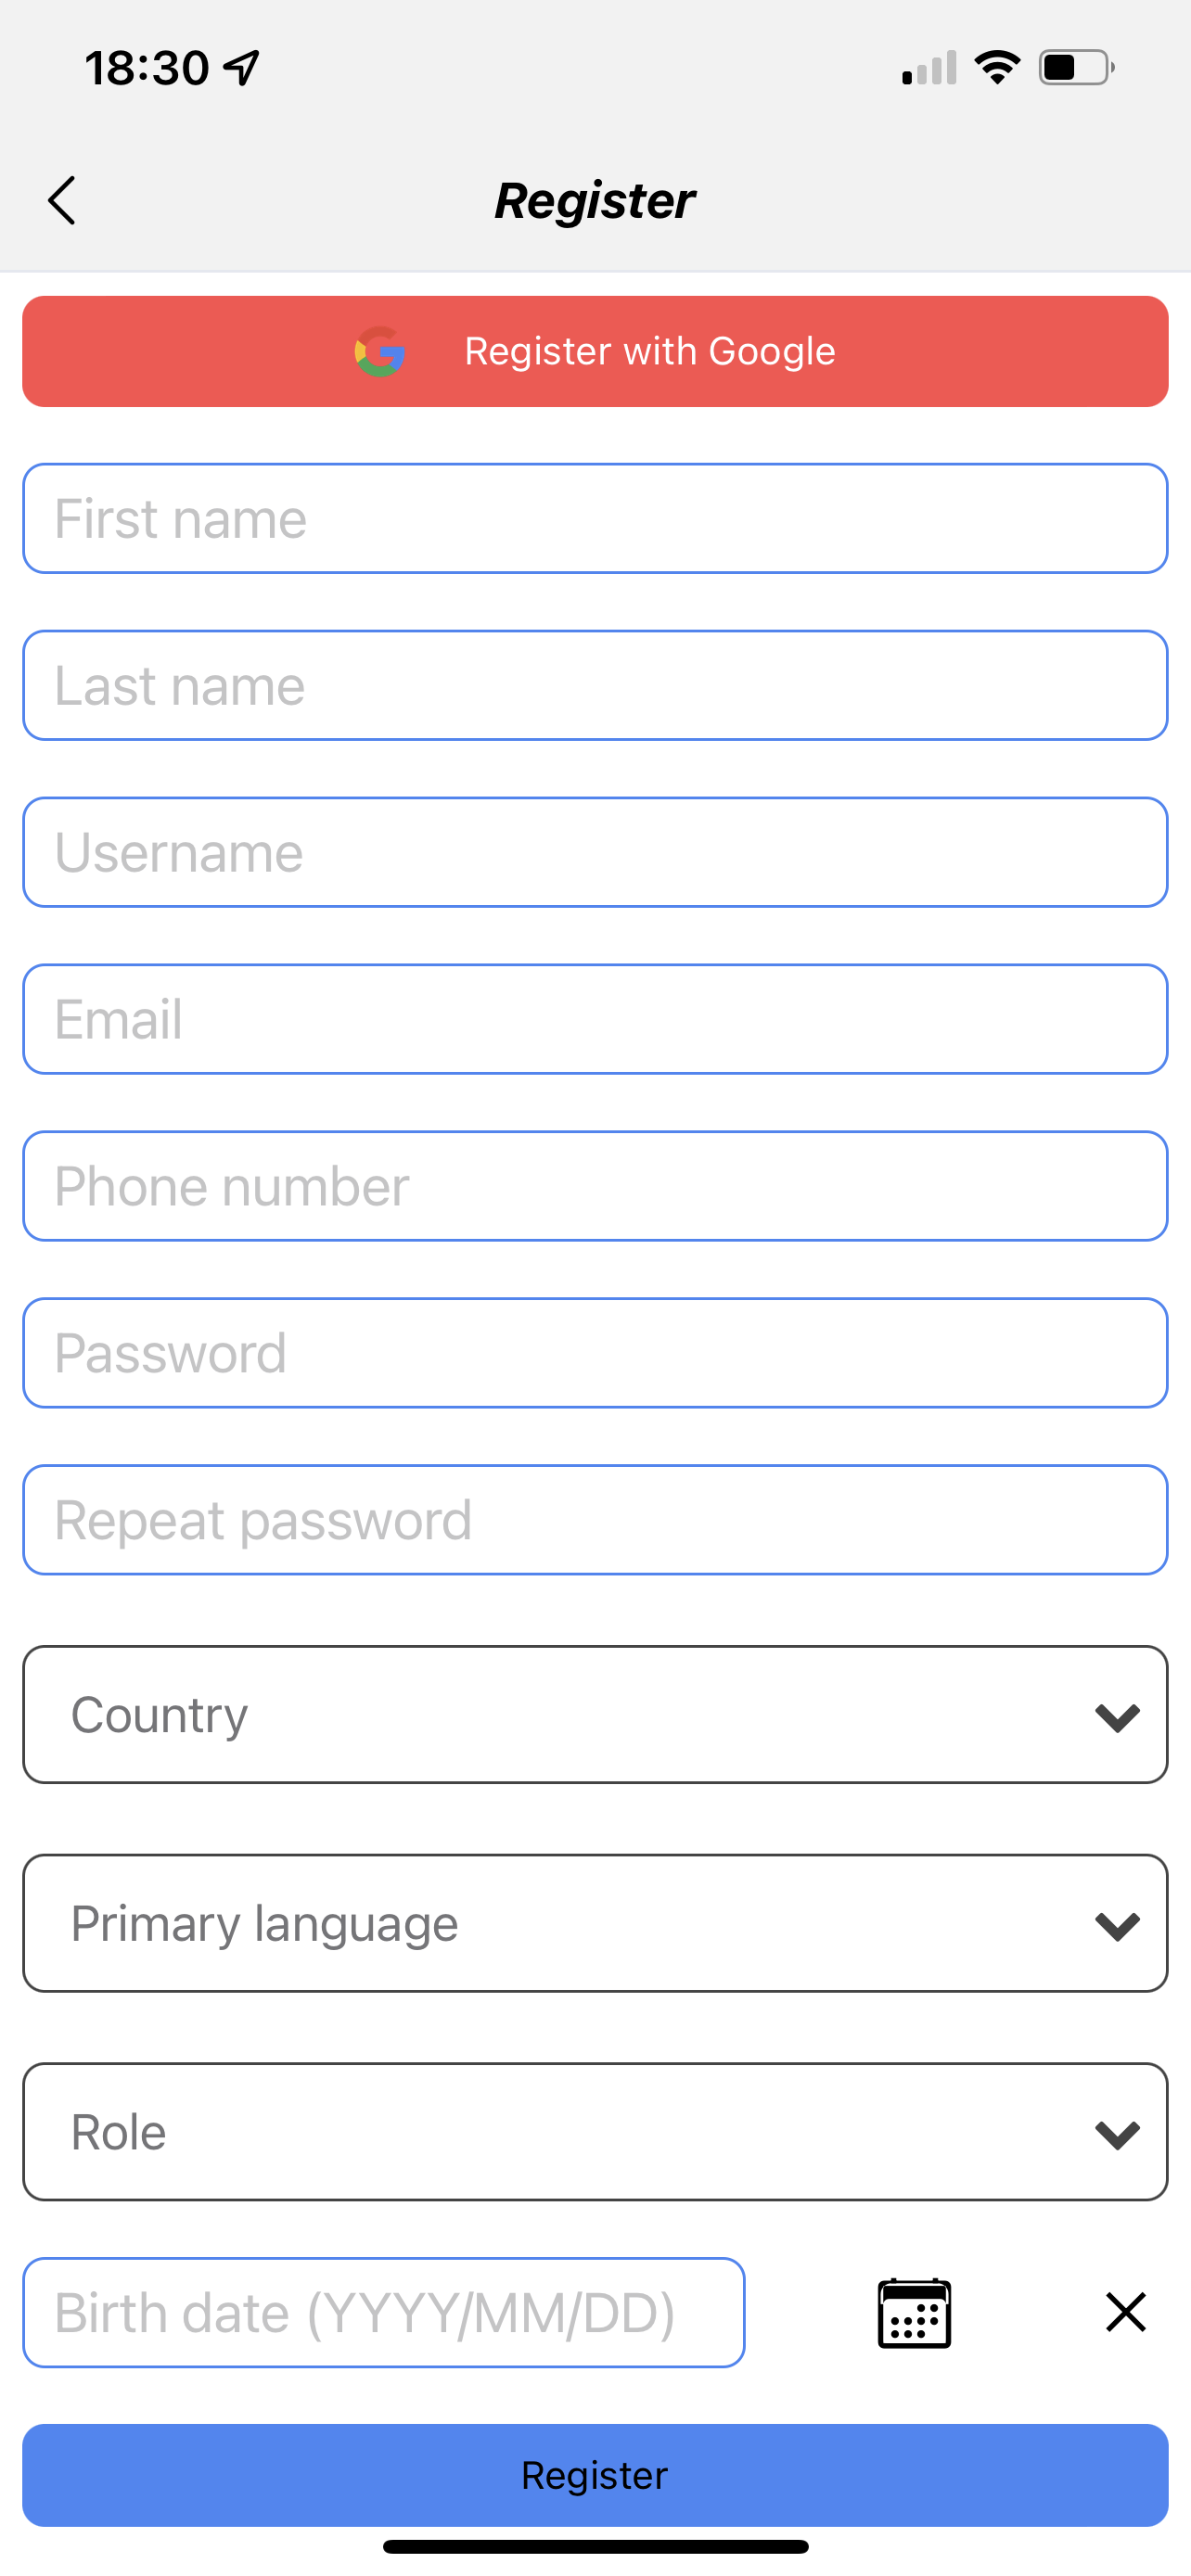 18:30
Register
Register with Google
First name
Last name
Username
Email
Phone number
Password
Repeat password
Country
Primary language
Role
Birth date (YYYY/MM/DD)
Register